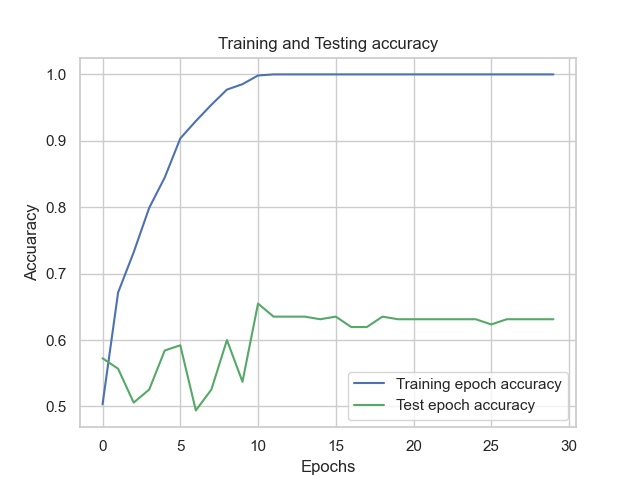 Training and Testing accuracy
1.0
0.9
0.8
0.7
0.6
0.5
Accuaracy
Training epoch accuracy
Test epoch accuracy
0 5 10 15 20 25 30
Epochs